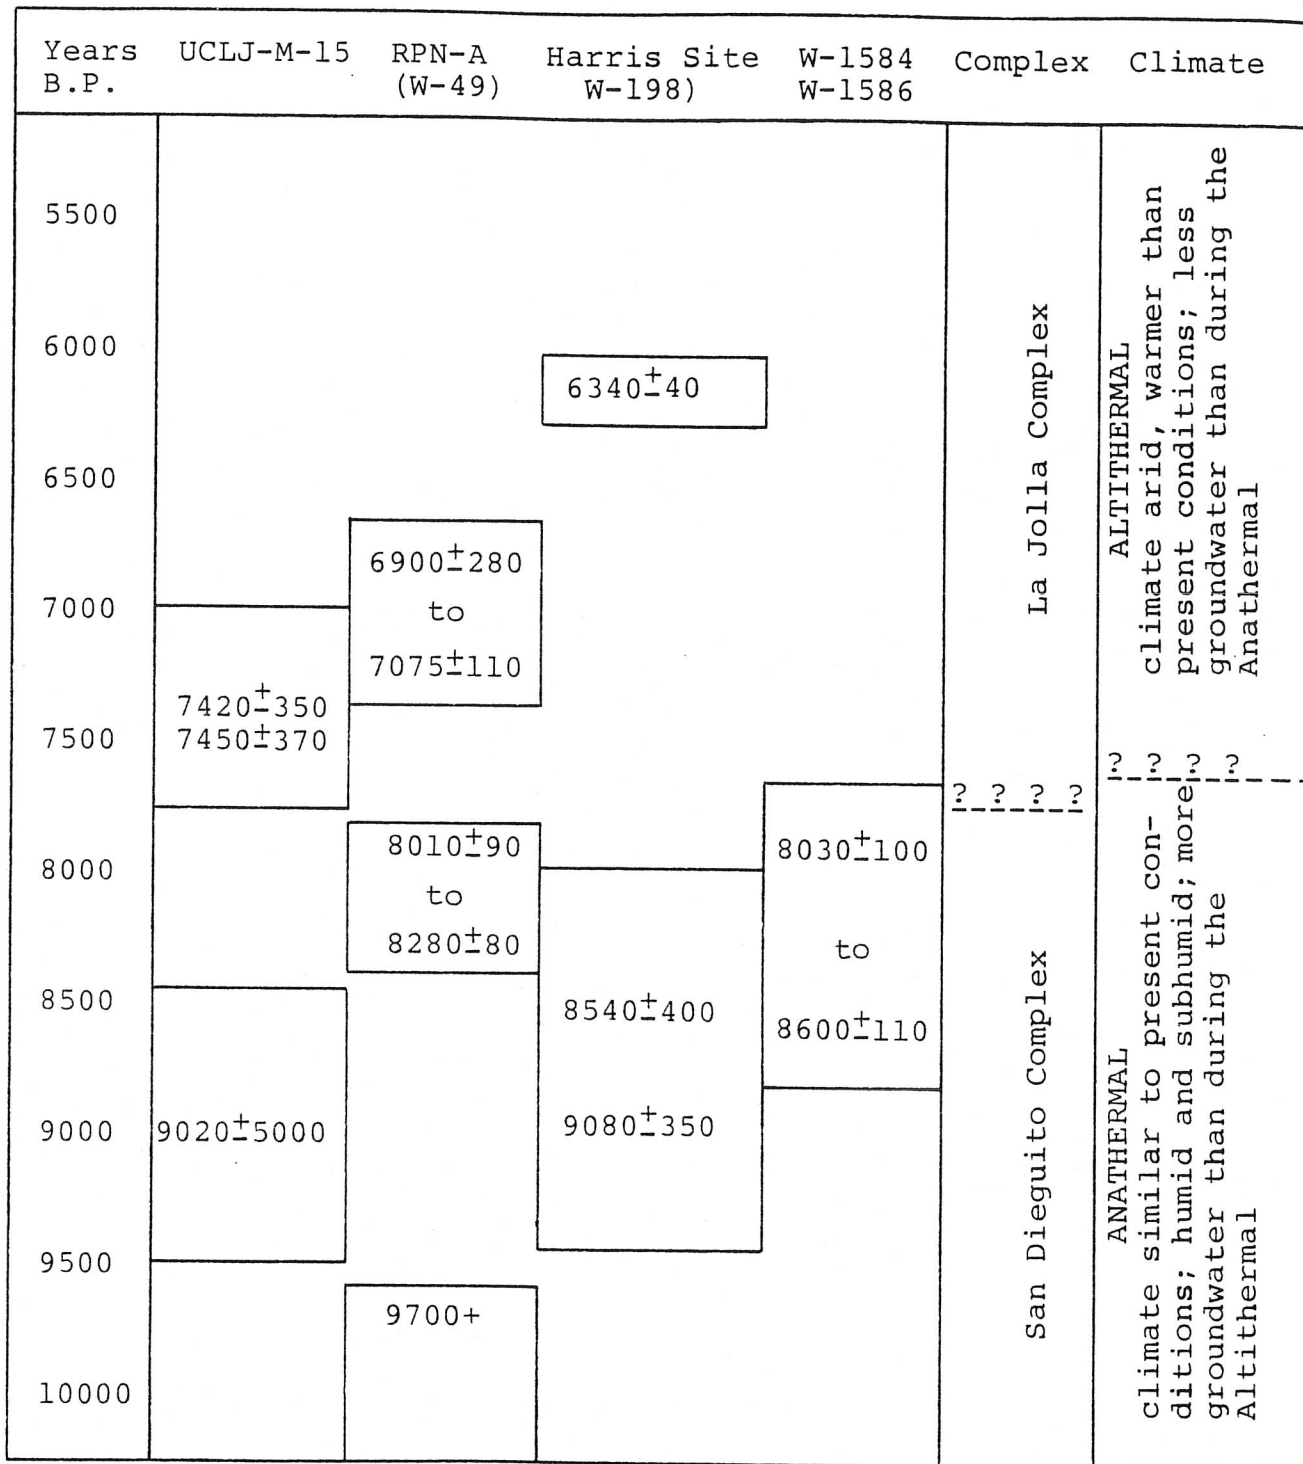 Years UCLJ-M-15 RPN-A Harris Site W-1584 Complex Climate
B.P. (W-49) W-198) W-1586
5500
6000
6340±40
6500
6900±280
7000 to
7075±110
7420±350
7500 7450±370
8010±90 8030±100
8000
to
8280±80 to
8500 8540±400
8600±110
9000 9020±5000 9080±350
9500
9700+
10000
La Jolla Complex
? ? ? ?
San Dieguito Complex
ALTITHERMAL
climate arid, warmer than
present conditions; less
groundwater than during the
Anathermal
? ? ? ?
ANATHERMAL
climate similar to present con-
ditions; humid and subhumid; more
groundwater than during the
Altithermal